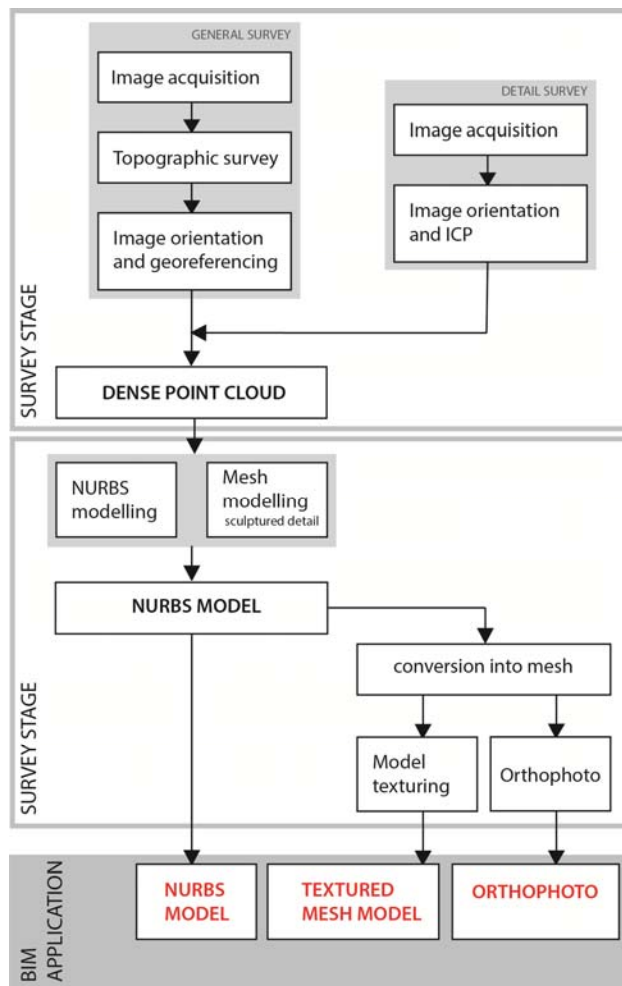 GENERAL SURVEY
Image acquisition
Topographic survey
Image orientation
and georeferencing
DETAIL SURVEY
Image acquisition
Image orientation
and ICP
SURVEY STAGE
DENSE POINT CLOUD
NURBS
modelling
Mesh
modelling
sculptured detail
NURBS MODEL
conversion into mesh
Model
texturing
Orthophoto
SURVEY STAGE
NURBS
MODEL
TEXTURED
MESH MODEL
ORTHOPHOTO
BIM
APPLICATION